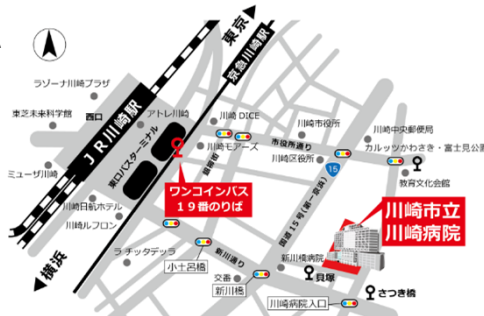 東京
京急川崎駅
ラゾーナ川崎プラザ
東芝未来科学館
西口
アトレ川崎
川崎 DICE
川崎市役所
川崎中央郵便局
カルッツかわさき・富士見公園
JR川崎駅
東口バスターミナル
川崎モアーズ
銀柳街
市役所通り
川崎区役所
15
教育文化会館
ミューザ川崎
ワンコインバス
19番のりば
川崎日航ホテル
川崎ルフロン
国道15号(第一京浜)
川崎市立
川崎病院
ラ チッタデッラ
新川通り
小土呂橋
交番
新川橋
新川橋病院
貝塚
さつき橋
川崎病院入口
横浜